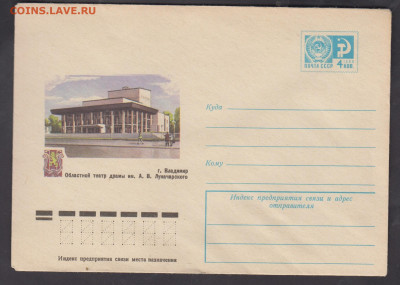 COINS.LAVE.RU
ПОЧТА СССР
4 КОП.
Куда
г. Владимир
Областной театр драмы им. А. В. Луначарского
Кому
Индекс предприятия связи и адрес
отправителя
Индекс предприятия связи места назначения